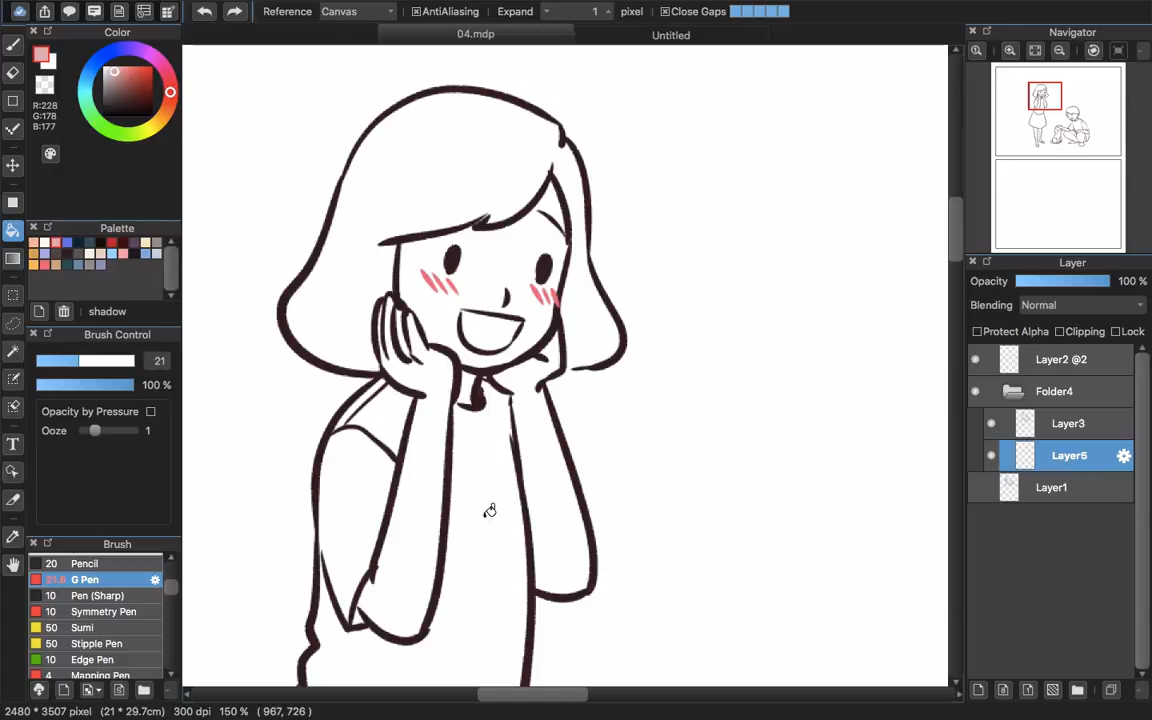 Reference Canvas AntiAliasing Expand 1 pixel Close Gaps
04.mdp Untitled
Color
R:228
G:178
B:177
Palette
shadow
Brush Control
21
100 %
Opacity by Pressure
Ooze 1
Brush
20 Pencil
21.5 G Pen
10 Pen (Sharp)
10 Symmetry Pen
50 Sumi
50 Stipple Pen
10 Edge Pen
4 Mapping Pen
Navigator
Layer
Opacity 100 %
Blending Normal
Protect Alpha Clipping Lock
Layer2 @2
Folder4
Layer3
Layer5
Layer1
2480 * 3507 pixel (21 * 29.7cm) 300 dpi 150 % ( 967, 726 )